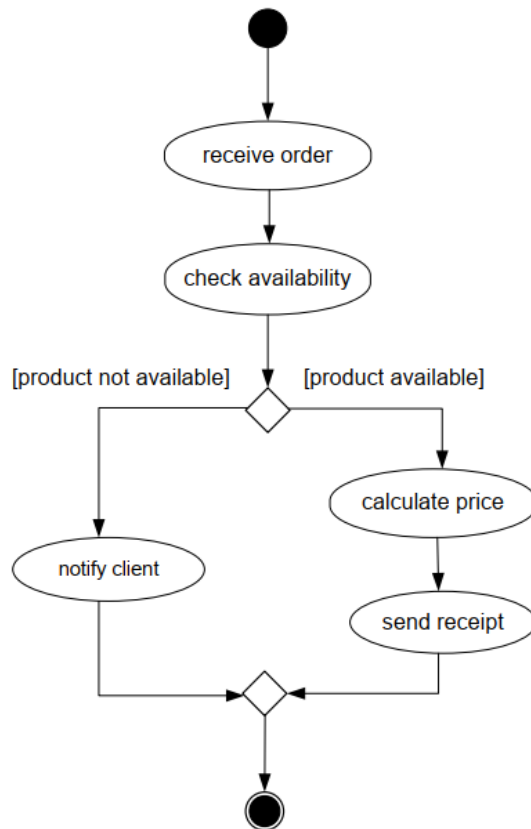 receive order
check availability
[product not available]
[product available]
calculate price
notify client
send receipt